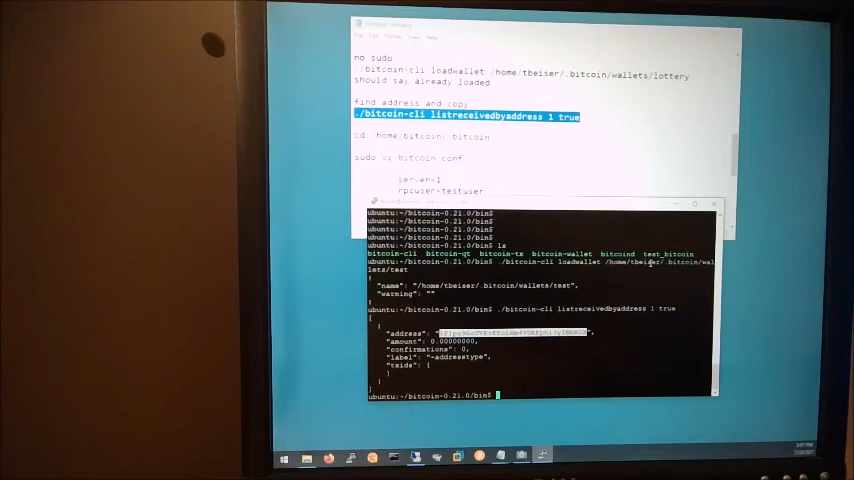 no sudo
./bitcoin-cli loadwallet /home/tbeiser/.bitcoin/wallets/lottery
should say already loaded
find address and copy
./bitcoin-cli listreceivedbyaddress 1 true
cd /home/bitcoin/.bitcoin
sudo vi bitcoin.conf
server=1
rpcuser=testuser
ubuntu:~/bitcoin-0.21.0/bin$
ubuntu:~/bitcoin-0.21.0/bin$
ubuntu:~/bitcoin-0.21.0/bin$
ubuntu:~/bitcoin-0.21.0/bin$
ubuntu:~/bitcoin-0.21.0/bin$ ls
bitcoin-cli bitcoin-qt bitcoin-tx bitcoin-wallet bitcoind test_bitcoin
ubuntu:~/bitcoin-0.21.0/bin$ ./bitcoin-cli loadwallet /home/tbeiser/.bitcoin/wal
lets/test
{
"name": "/home/tbeiser/.bitcoin/wallets/test",
"warning": ""
}
ubuntu:~/bitcoin-0.21.0/bin$ ./bitcoin-cli listreceivedbyaddress 1 true
[
{
"address": "
",
"amount": 0.00000000,
"confirmations": 0,
"label": "-addresstype",
"txids": [
]
}
]
ubuntu:~/bitcoin-0.21.0/bin$